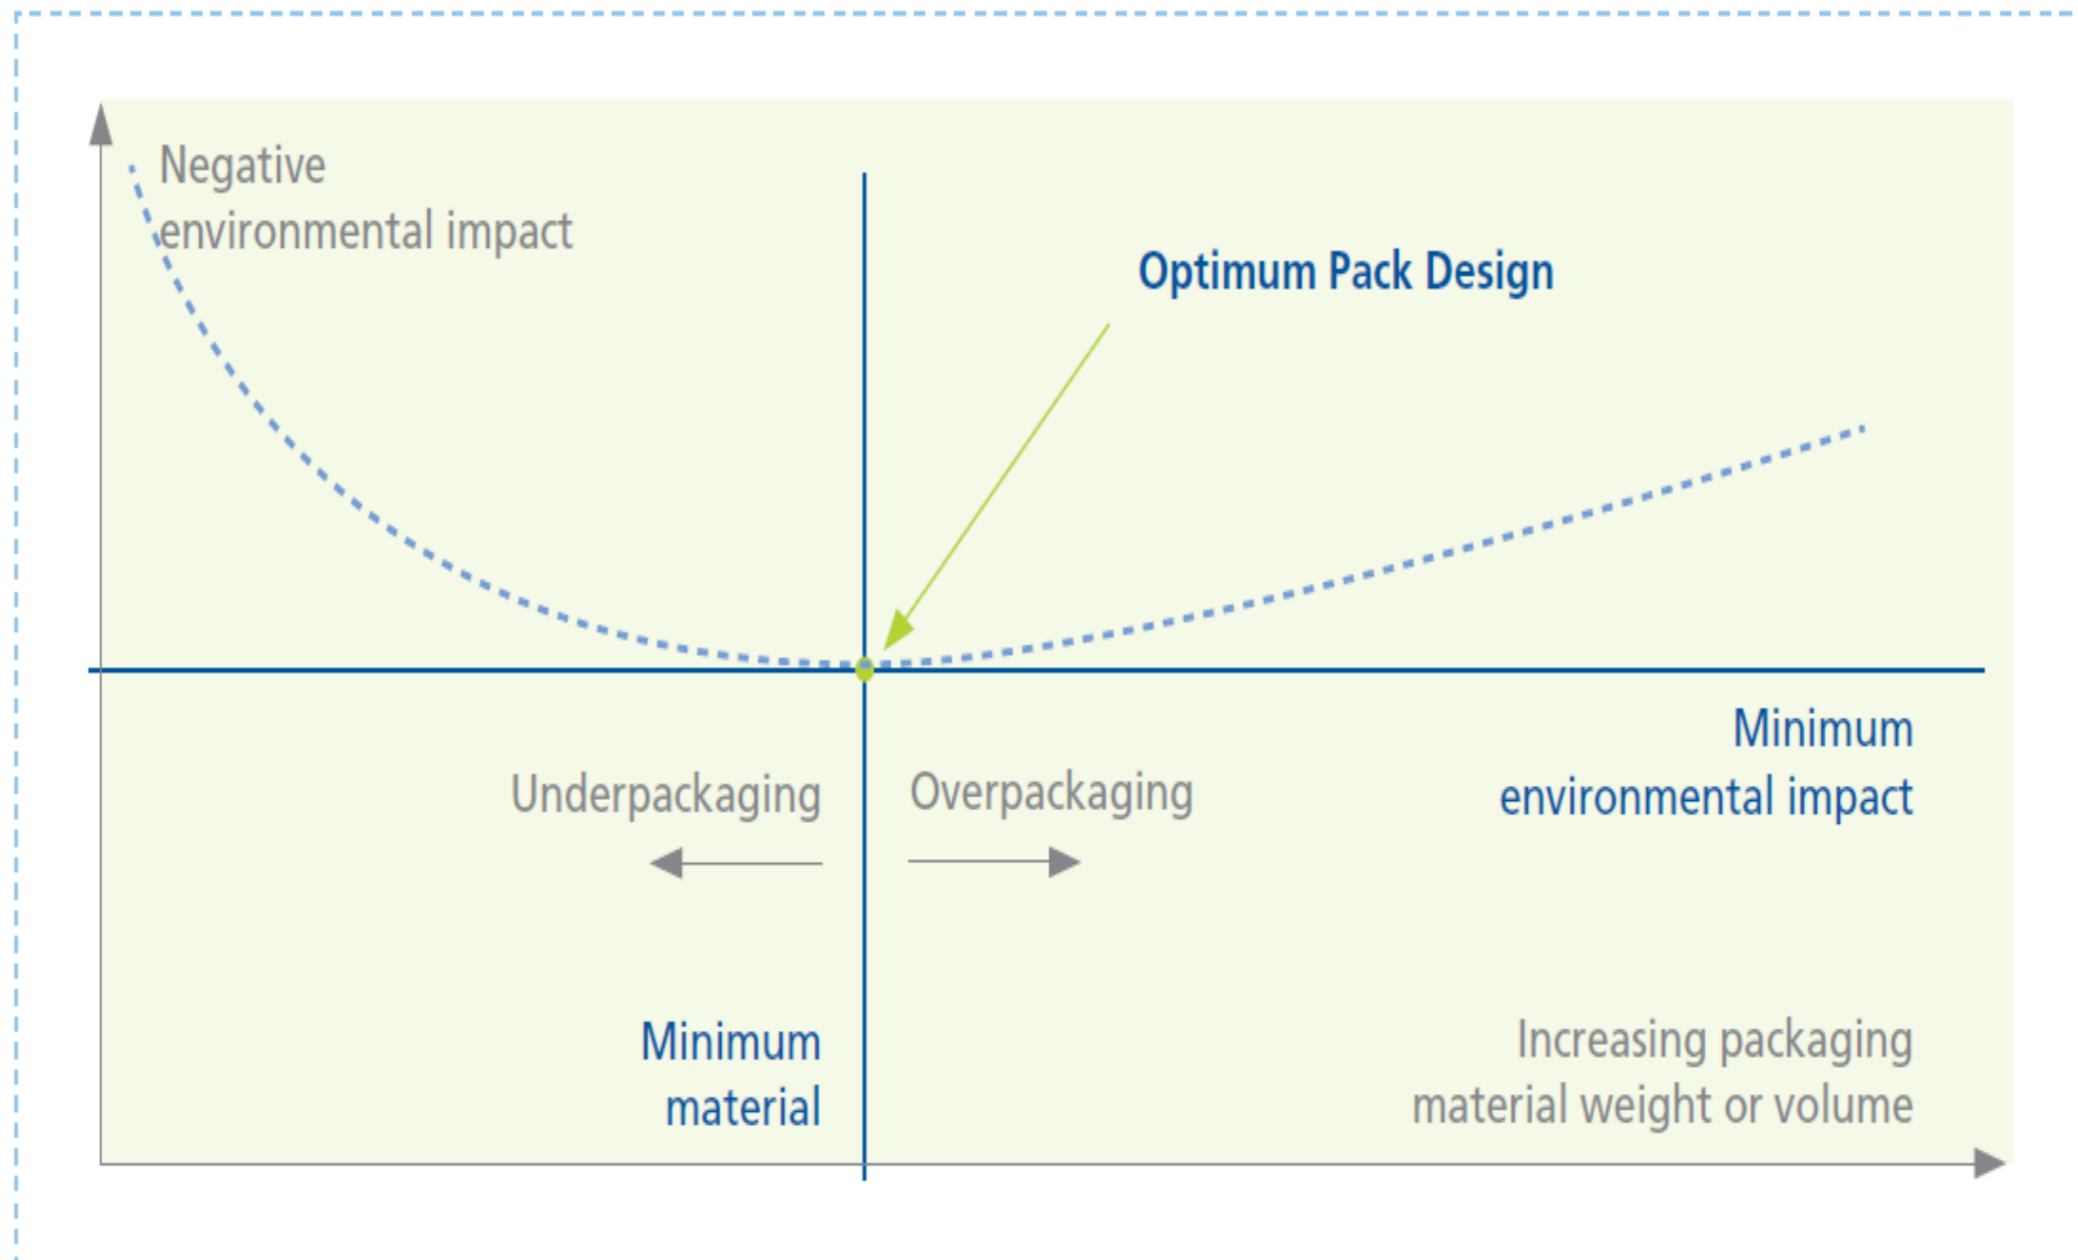 Negative
environmental impact
Optimum Pack Design
Minimum
environmental impact
Underpackaging
Overpackaging
Minimum
material
Increasing packaging
material weight or volume